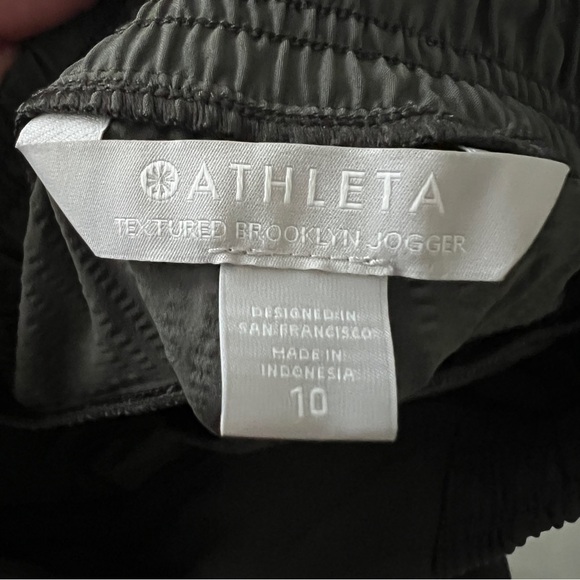 ATHLETA
TEXTURED BROOKLYN JOGGER
DESIGNED IN
SAN FRANCISCO
MADE IN
INDONESIA
10